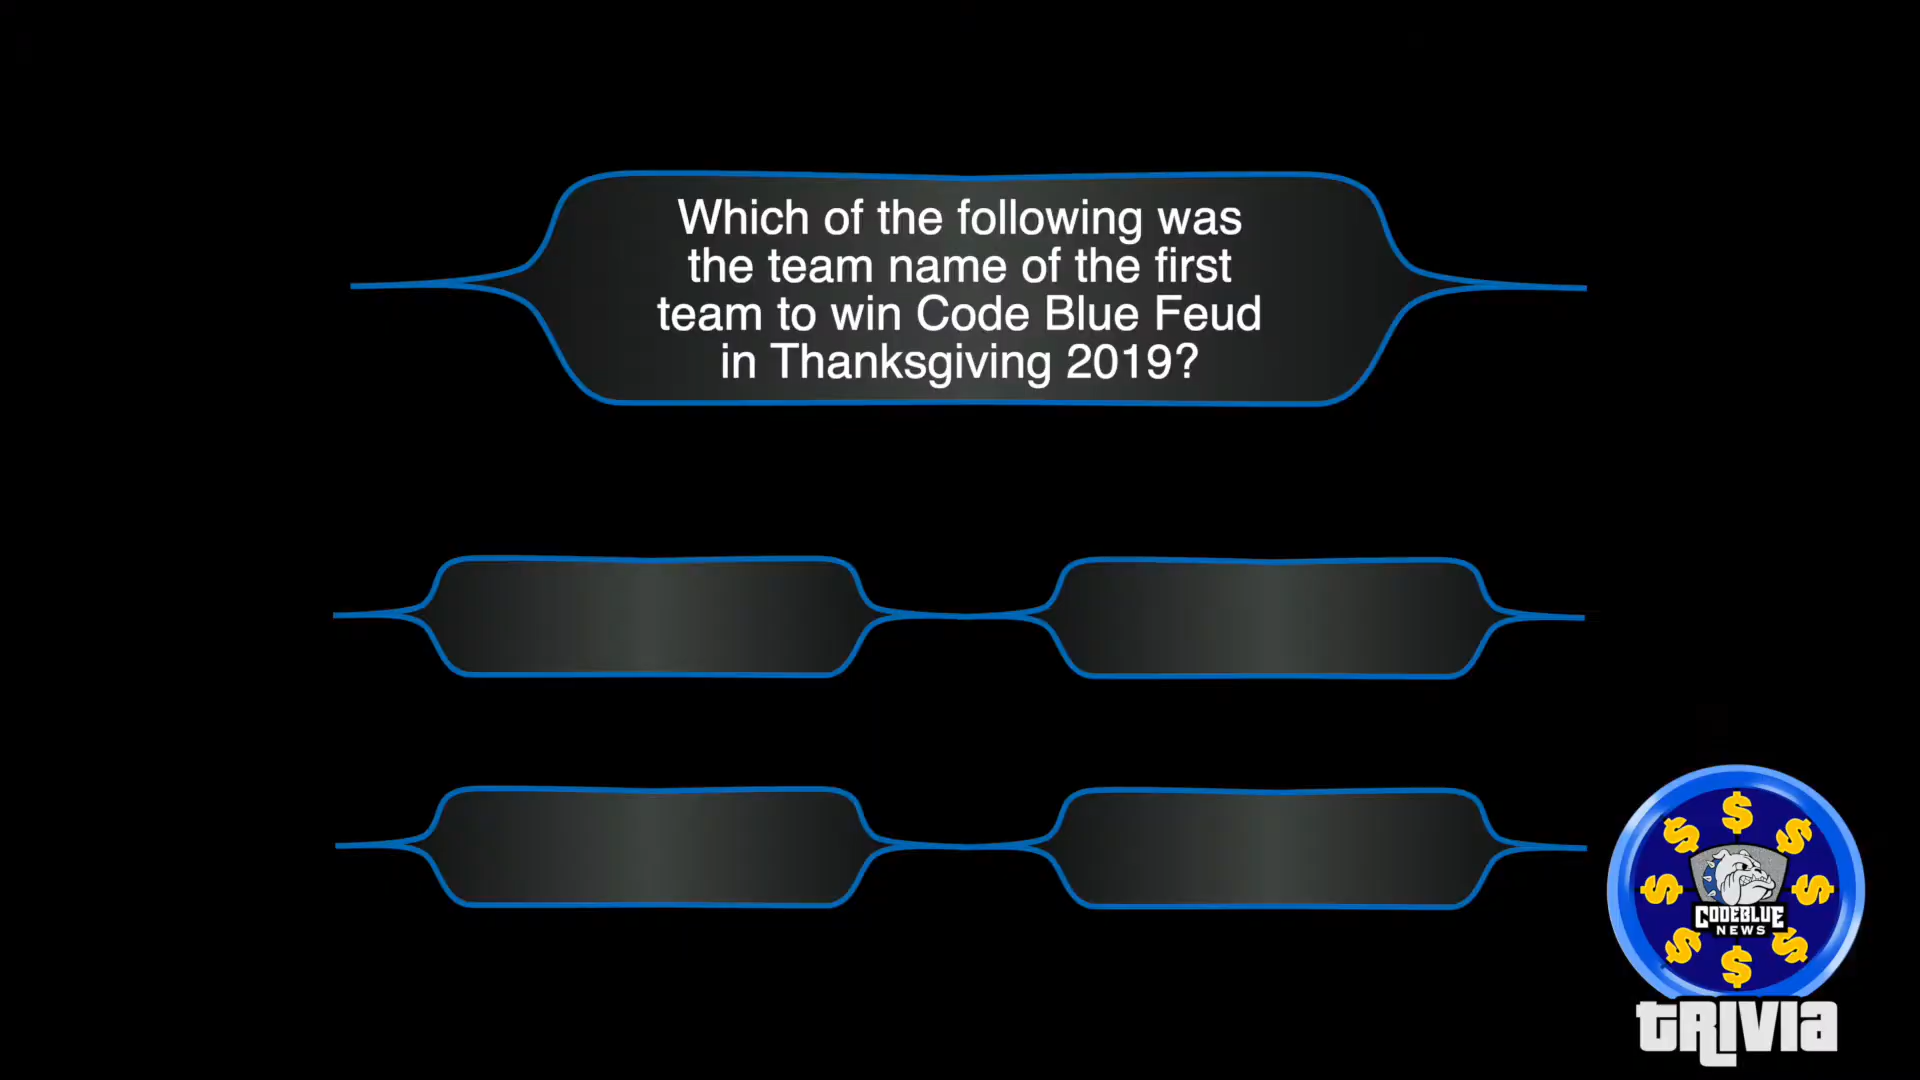 Which of the following was
the team name of the first
team to win Code Blue Feud
in Thanksgiving 2019?
$ $ $
$ $
CODEBLUE
NEWS
$ $ $
TRIVIA